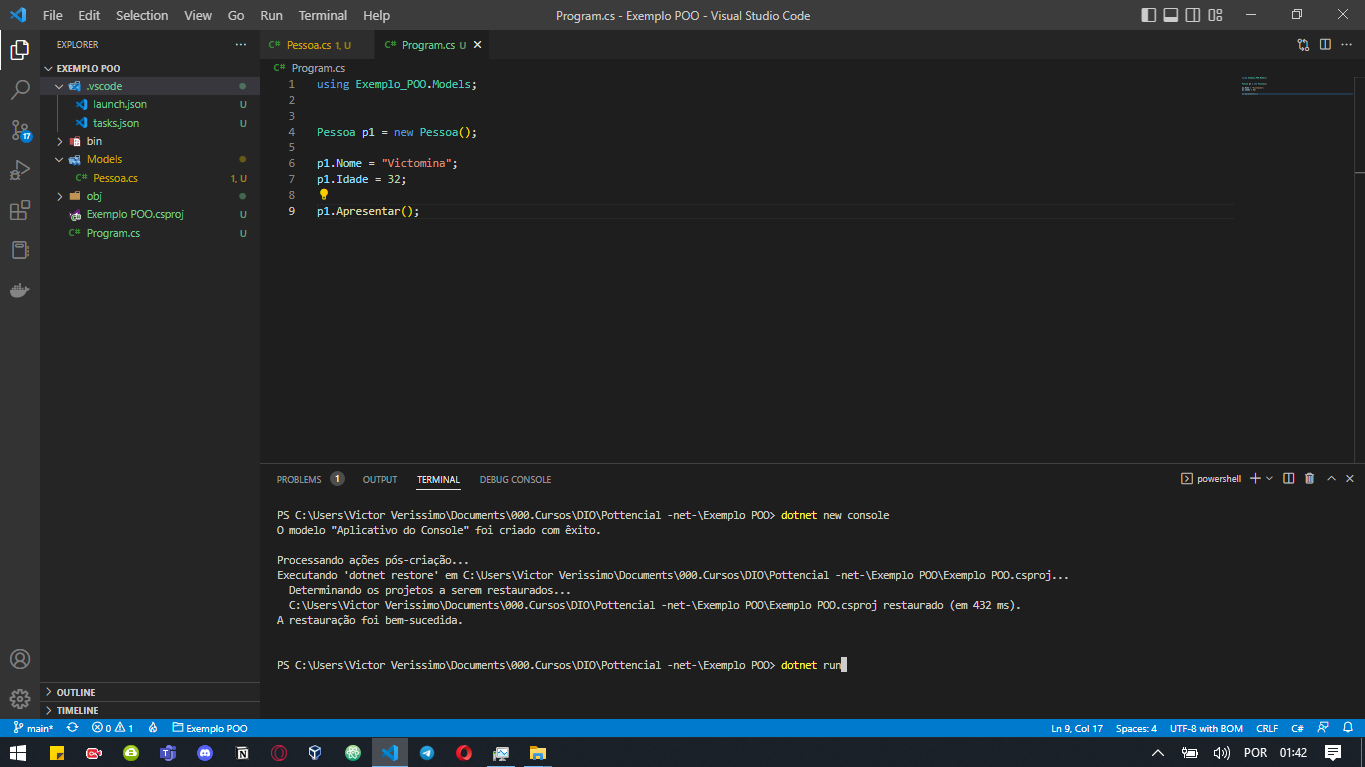 File Edit Selection View Go Run Terminal Help Program.cs - Exemplo POO - Visual Studio Code
EXPLORER ... Pessoa.cs 1, U Program.cs U
EXEMPLO POO
.vscode
launch.json U
tasks.json U
bin
Models
Pessoa.cs 1, U
obj
Exemplo POO.csproj U
Program.cs U
OUTLINE
TIMELINE
17
Program.cs
1 using Exemplo_POO.Models;
2
3
4 Pessoa p1 = new Pessoa();
5
6 p1.Nome = "Victomina";
7 p1.Idade = 32;
8
9 p1.Apresentar();
PROBLEMS 1 OUTPUT TERMINAL DEBUG CONSOLE powershell
PS C:\Users\Victor Verissimo\Documents\000.Cursos\DIO\Pottencial -net-\Exemplo POO> dotnet new console
O modelo "Aplicativo do Console" foi criado com êxito.
Processando ações pós-criação...
Executando 'dotnet restore' em C:\Users\Victor Verissimo\Documents\000.Cursos\DIO\Pottencial -net-\Exemplo POO\Exemplo POO.csproj...
Determinando os projetos a serem restaurados...
C:\Users\Victor Verissimo\Documents\000.Cursos\DIO\Pottencial -net-\Exemplo POO\Exemplo POO.csproj restaurado (em 432 ms).
A restauração foi bem-sucedida.
PS C:\Users\Victor Verissimo\Documents\000.Cursos\DIO\Pottencial -net-\Exemplo POO> dotnet run
main* 0 1 Exemplo POO Ln 9, Col 17 Spaces: 4 UTF-8 with BOM CRLF C#
POR 01:42